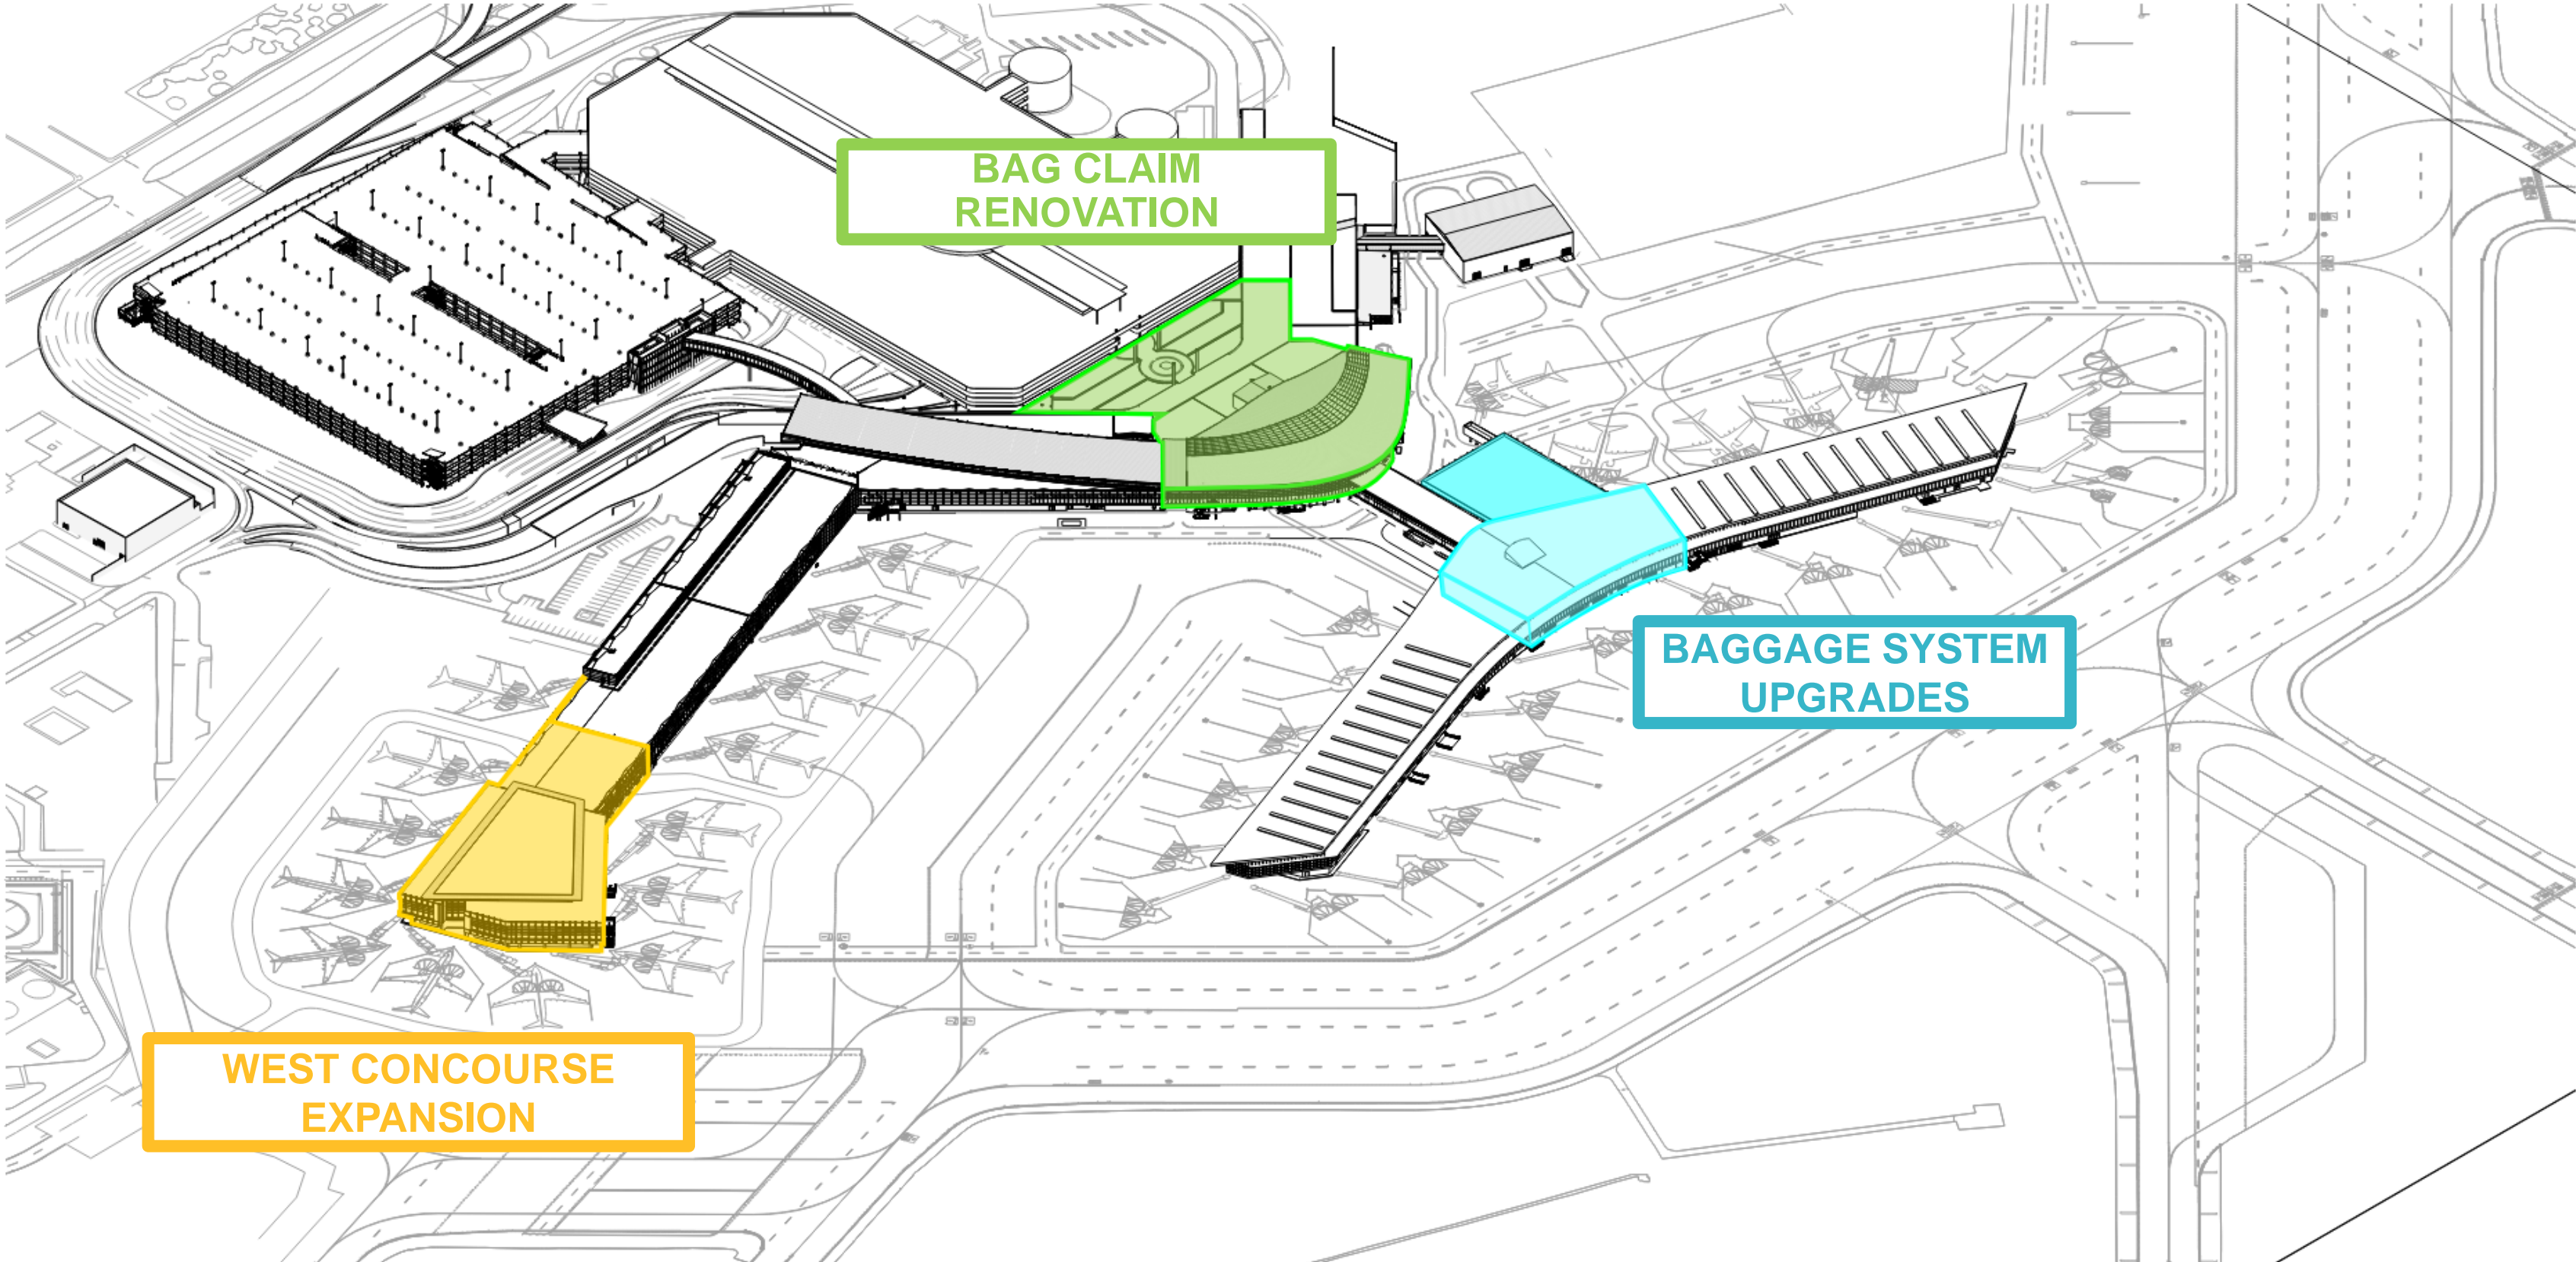 BAG CLAIM
RENOVATION
BAGGAGE SYSTEM
UPGRADES
WEST CONCOURSE
EXPANSION